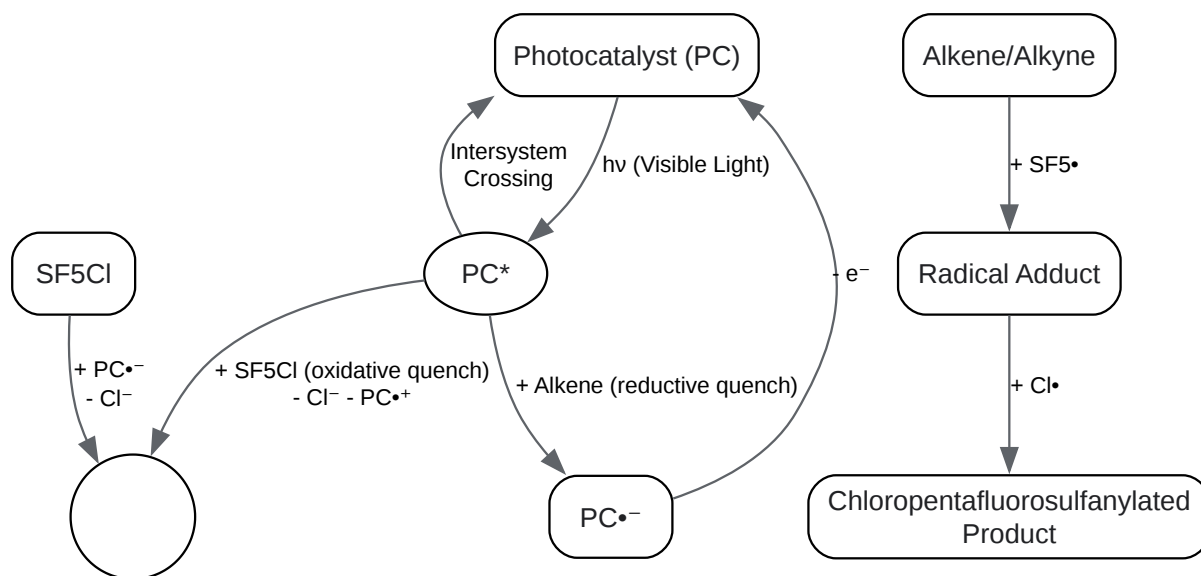 Photocatalyst (PC)
Alkene/Alkyne
Intersystem
Crossing
hν (Visible Light)
+ SF5•
SF5Cl
PC*
- e⁻
Radical Adduct
+ PC•⁻
- Cl⁻
+ SF5Cl (oxidative quench)
- Cl⁻ - PC•⁺
+ Alkene (reductive quench)
+ Cl•
PC•⁻
Chloropentafluorosulfanylated
Product